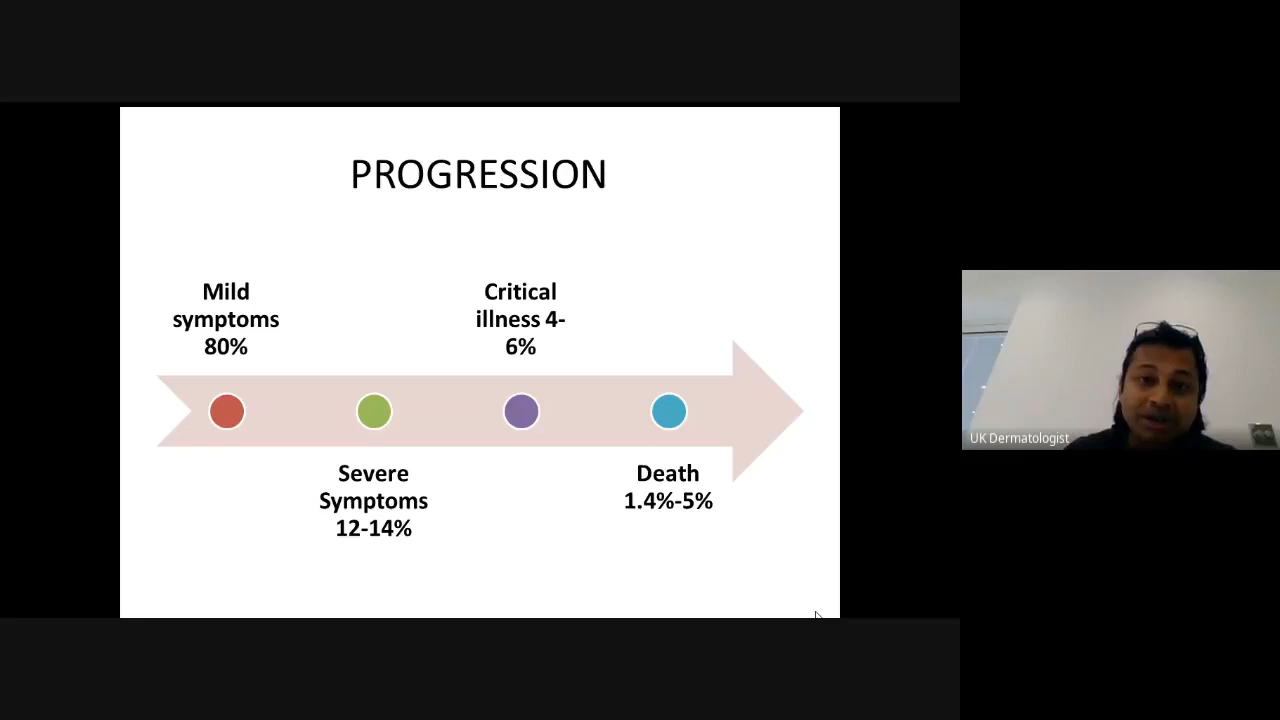 PROGRESSION
Mild
symptoms
80%
Critical
illness 4-
6%
Severe
Symptoms
12-14%
Death
1.4%-5%
UK Dermatologist